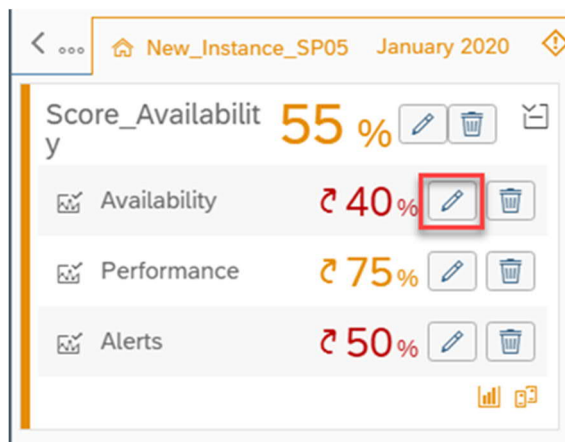 New_Instance_SP05 January 2020
Score_Availabilit
y
55 %
Availability 40 %
Performance 75 %
Alerts 50 %